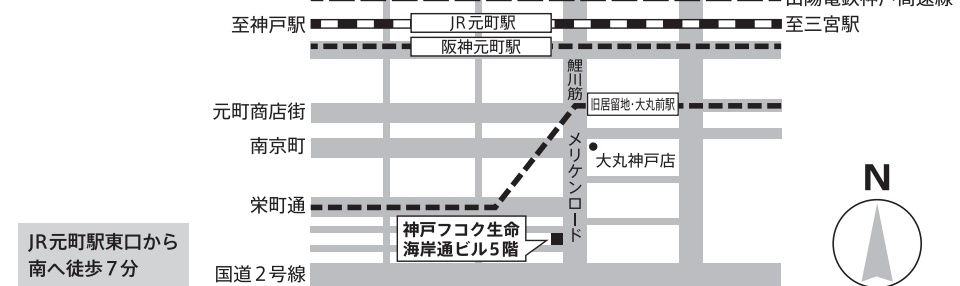 山陽電鉄神戸高速線
至神戸駅
JR元町駅
至三宮駅
阪神元町駅
鯉川筋
元町商店街
旧居留地・大丸前駅
南京町
メリケンロード
大丸神戸店
栄町通
神戸フコク生命
海岸通ビル5階
JR元町駅東口から
南へ徒歩7分
国道2号線
N